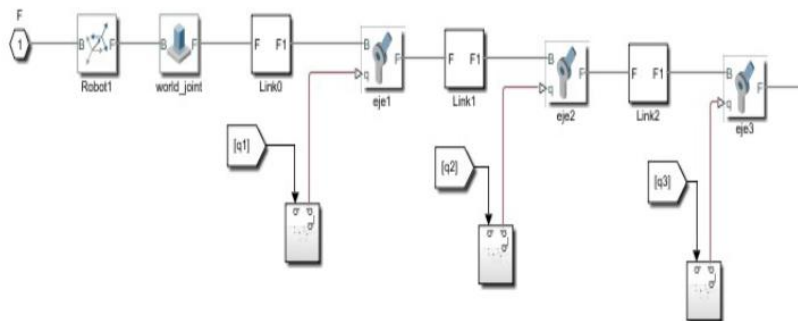 F
1
B F
Robot1
B F
world_joint
F F1
Link0
B F
q
eje1
F F1
Link1
B F
q
eje2
F F1
Link2
B F
q
eje3
[q1]
[q2]
[q3]